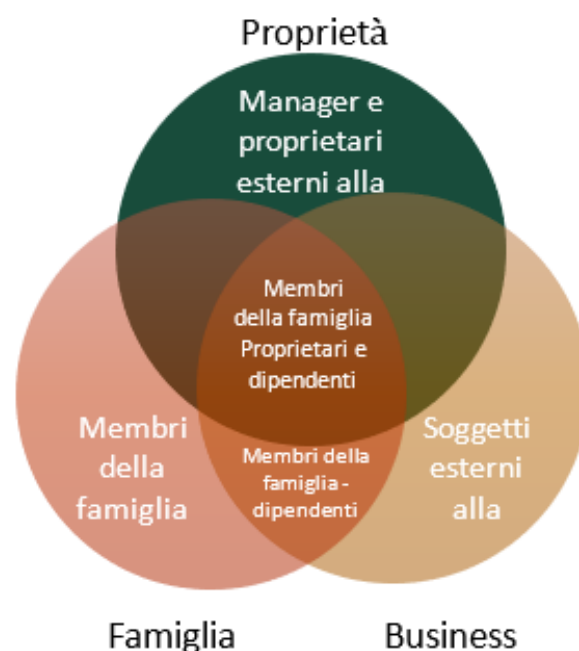 Proprietà
Manager e
proprietari
esterni alla
Membri
della famiglia
Proprietari e
dipendenti
Membri
della
famiglia
Membri della
famiglia -
dipendenti
Soggetti
esterni
alla
Famiglia
Business